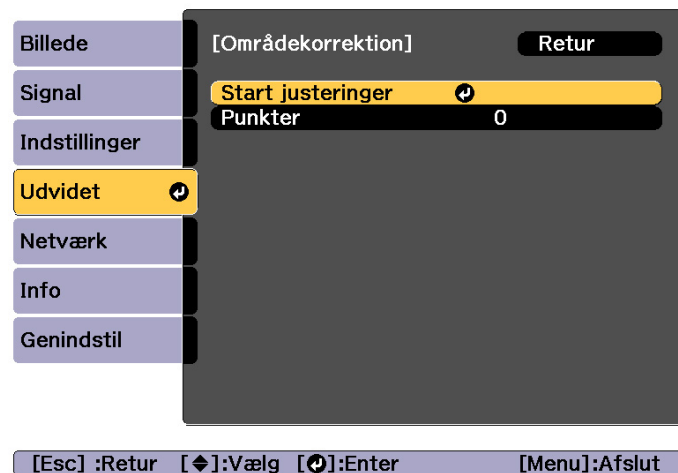 Billede
Signal
Indstillinger
Udvidet
Netværk
Info
Genindstil
[Områdekorrektion] Retur
Start justeringer
Punkter 0
[Esc] :Retur [◆]:Vælg [⏎]:Enter [Menu]:Afslut